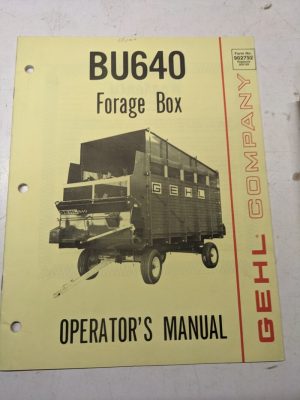 BU640
Forage Box
Form No.
902792
GEHL
GEHL COMPANY
OPERATOR'S MANUAL